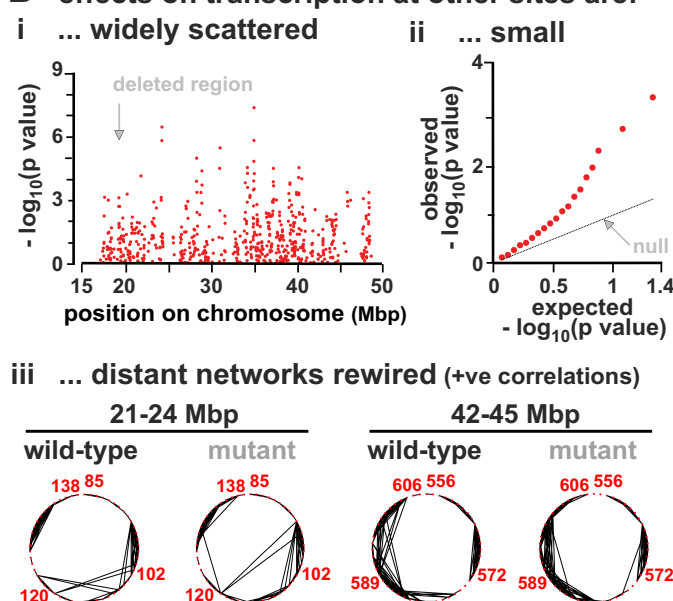 B effects on transcription at other sites are:
i ... widely scattered
ii ... small
9
6
3
0
- log10(p value)
deleted region
15 20 30 40 50
position on chromosome (Mbp)
4
2
0
observed
- log10(p value)
null
0 0.5 1 1.4
expected
- log10(p value)
iii ... distant networks rewired (+ve correlations)
21-24 Mbp
42-45 Mbp
wild-type
mutant
wild-type
mutant
138 85
138 85
606 556
606 556
102
102
572
572
120
120
589
589